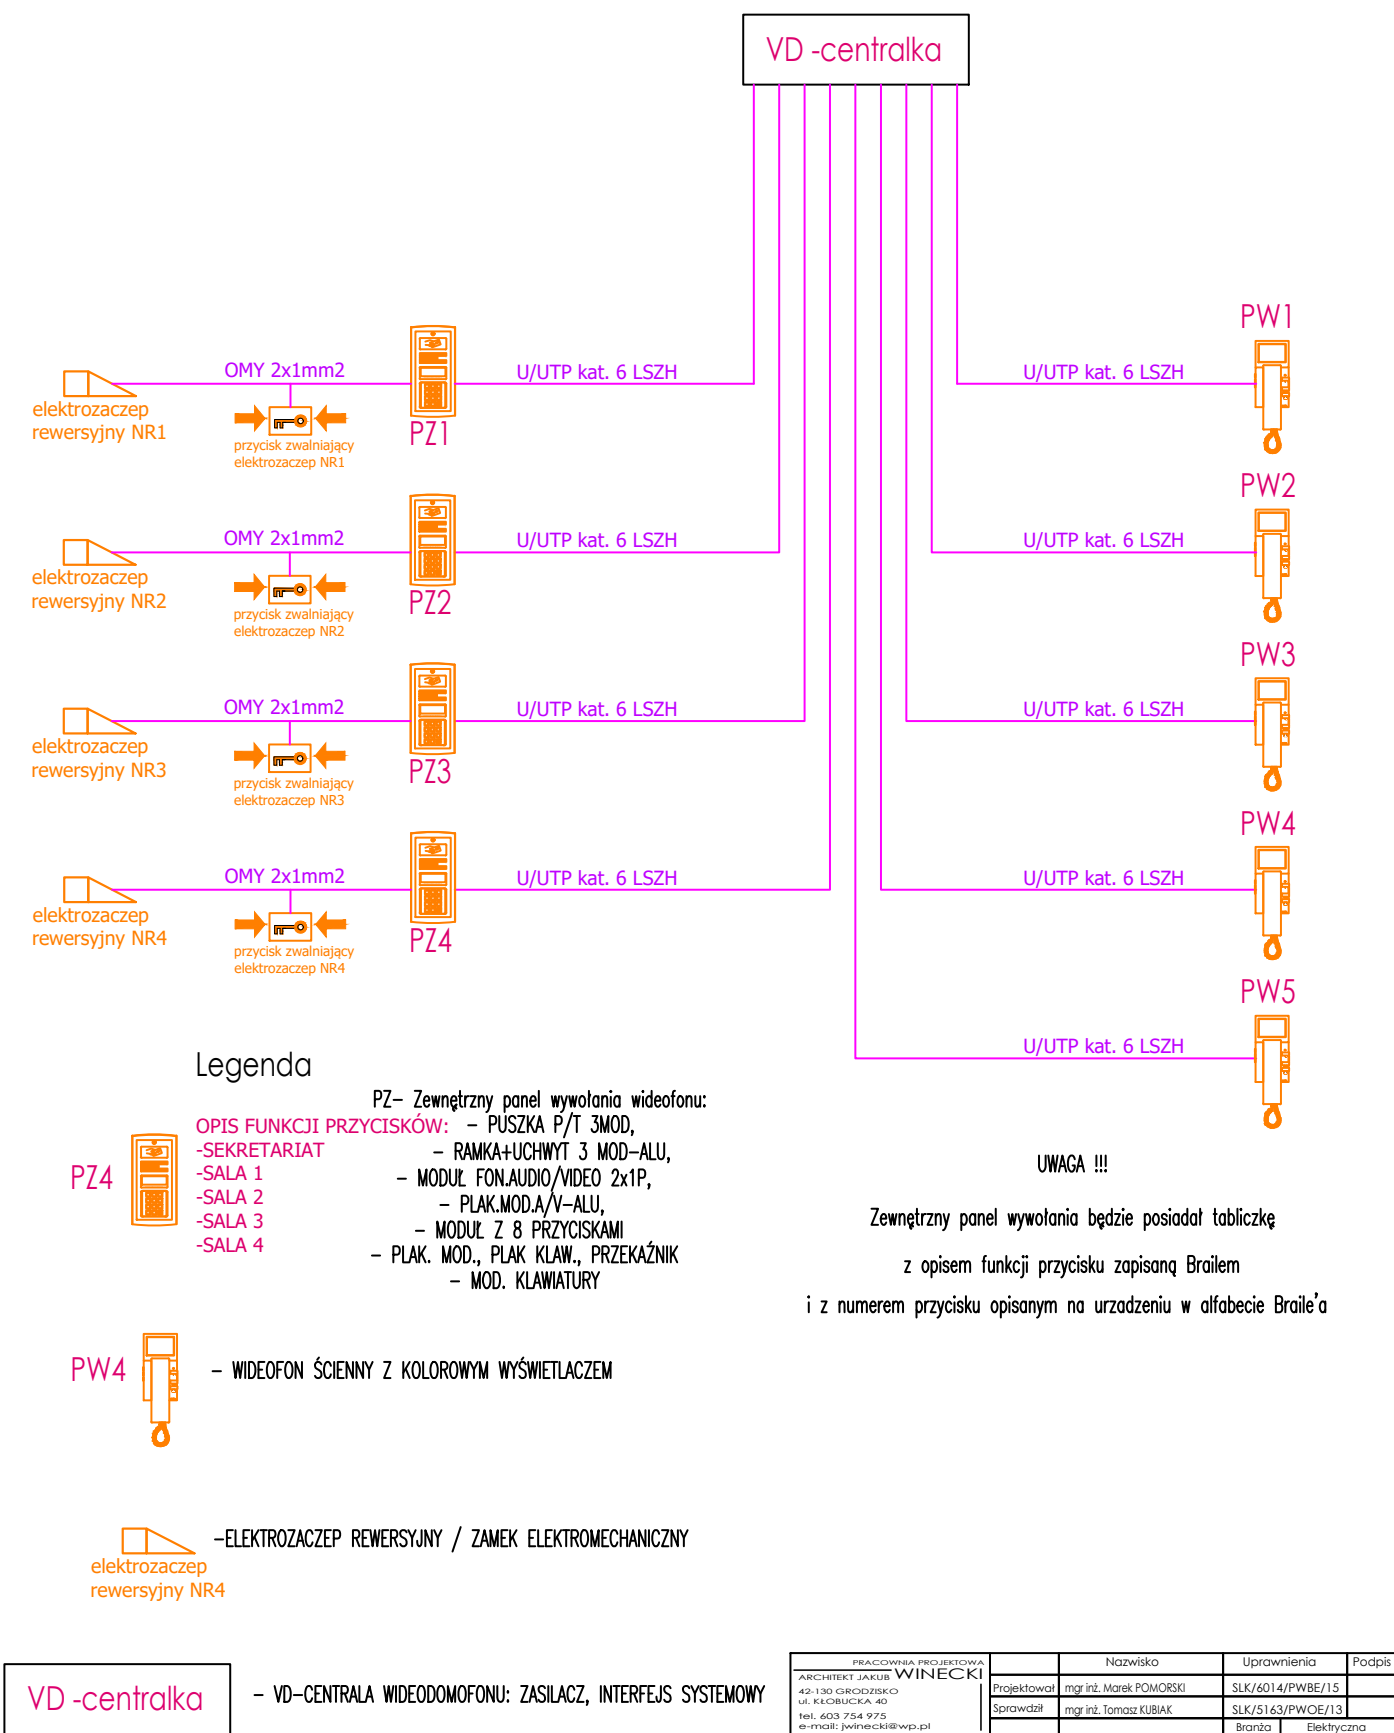 VD -centralka
PW1
OMY 2x1mm2
U/UTP kat. 6 LSZH
U/UTP kat. 6 LSZH
elektrozaczep
rewersyjny NR1
PZ1
przycisk zwalniający
elektrozaczep NR1
PW2
OMY 2x1mm2
U/UTP kat. 6 LSZH
U/UTP kat. 6 LSZH
elektrozaczep
rewersyjny NR2
PZ2
przycisk zwalniający
elektrozaczep NR2
PW3
OMY 2x1mm2
U/UTP kat. 6 LSZH
U/UTP kat. 6 LSZH
elektrozaczep
rewersyjny NR3
PZ3
przycisk zwalniający
elektrozaczep NR3
PW4
OMY 2x1mm2
U/UTP kat. 6 LSZH
U/UTP kat. 6 LSZH
elektrozaczep
rewersyjny NR4
PZ4
przycisk zwalniający
elektrozaczep NR4
PW5
U/UTP kat. 6 LSZH
Legenda
PZ4
OPIS FUNKCJI PRZYCISKÓW:
-SEKRETARIAT
-SALA 1
-SALA 2
-SALA 3
-SALA 4
PZ– Zewnętrzny panel wywołania wideofonu:
– PUSZKA P/T 3MOD,
– RAMKA+UCHWYT 3 MOD–ALU,
– MODUŁ FON.AUDIO/VIDEO 2x1P,
– PLAK.MOD.A/V–ALU,
– MODUŁ Z 8 PRZYCISKAMI
– PLAK. MOD., PLAK KLAW., PRZEKAŹNIK
– MOD. KLAWIATURY
UWAGA !!!
Zewnętrzny panel wywołania będzie posiadał tabliczkę
z opisem funkcji przycisku zapisaną Brailem
i z numerem przycisku opisanym na urzadzeniu w alfabecie Braile'a
PW4
– WIDEOFON ŚCIENNY Z KOLOROWYM WYŚWIETLACZEM
–ELEKTROZACZEP REWERSYJNY / ZAMEK ELEKTROMECHANICZNY
elektrozaczep
rewersyjny NR4
VD -centralka
– VD–CENTRALA WIDEODOMOFONU: ZASILACZ, INTERFEJS SYSTEMOWY
PRACOWNIA PROJEKTOWA
ARCHITEKT JAKUB WINECKI
42-130 GRODZISKO
ul. KŁOBUCKA 40
tel. 603 754 975
e-mail: jwinecki@wp.pl
Nazwisko Uprawnienia Podpis
Projektował mgr inż. Marek POMORSKI SLK/6014/PWBE/15
Sprawdził mgr inż. Tomasz KUBIAK SLK/5163/PWOE/13
Branża Elektryczna